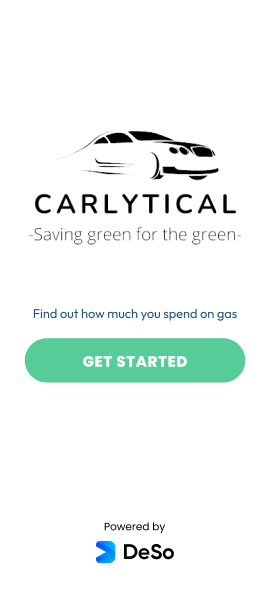 CARLYTICAL
-Saving green for the green-
Find out how much you spend on gas
GET STARTED
Powered by
DeSo